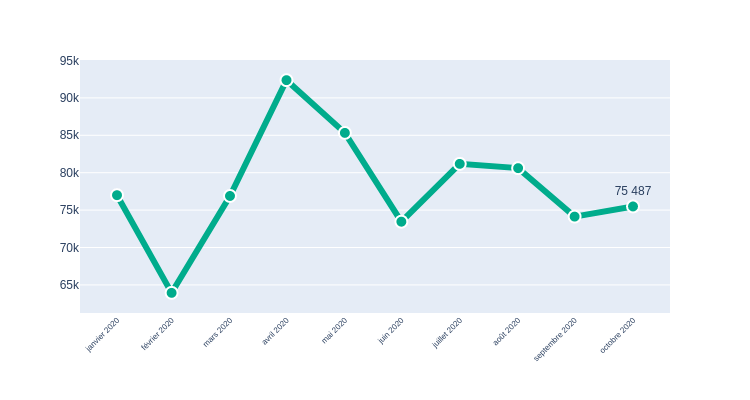 95k
90k
85k
80k
75k
70k
65k
75 487
janvier 2020
février 2020
mars 2020
avril 2020
mai 2020
juin 2020
juillet 2020
août 2020
septembre 2020
octobre 2020